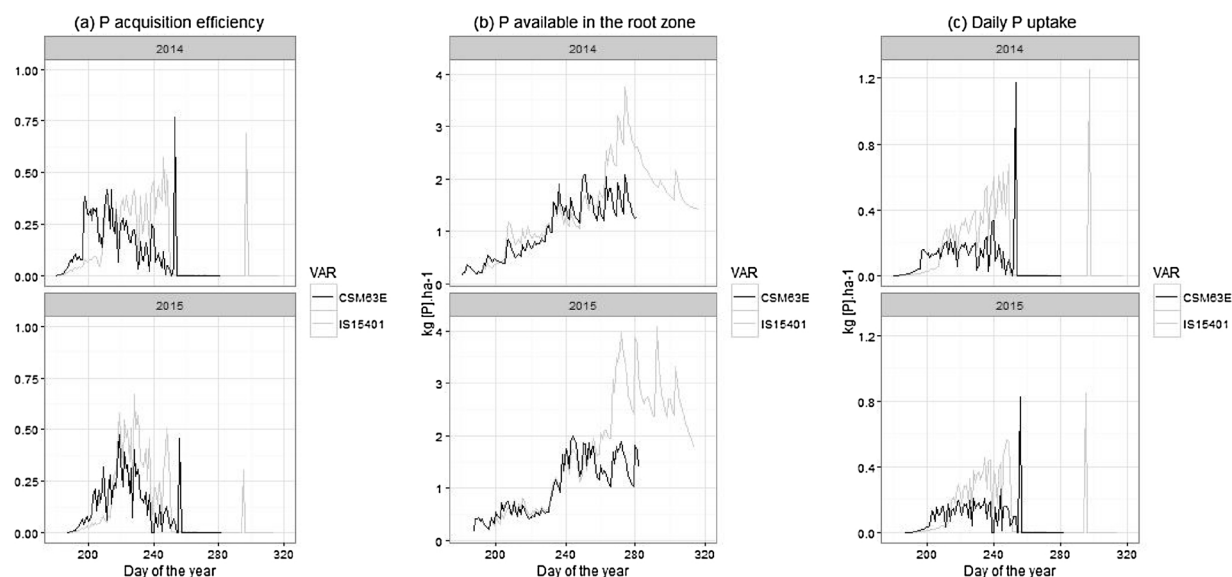 (a) P acquisition efficiency
2014
1.00
0.75
0.50
0.25
0.00
2015
1.00
0.75
0.50
0.25
0.00
200
240
280
320
Day of the year
VAR
CSM63E
IS15401
(b) P available in the root zone
kg [P].ha-1
2014
4
3
2
1
0
2015
4
3
2
1
0
200
240
280
320
Day of the year
VAR
CSM63E
IS15401
(c) Daily P uptake
kg [P].ha-1
2014
1.2
0.8
0.4
0.0
2015
1.2
0.8
0.4
0.0
200
240
280
320
Day of the year
VAR
CSM63E
IS15401